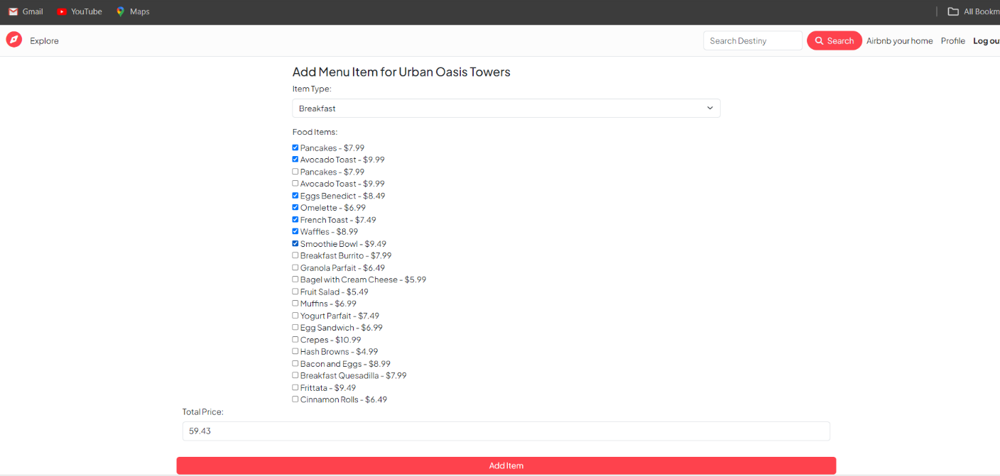 Gmail YouTube Maps All Bookm
Explore Search Destiny Search Airbnb your home Profile Log ou
Add Menu Item for Urban Oasis Towers
Item Type:
Breakfast
Food Items:
Pancakes - $7.99
Avocado Toast - $9.99
Pancakes - $7.99
Avocado Toast - $9.99
Eggs Benedict - $8.49
Omelette - $6.99
French Toast - $7.49
Waffles - $8.99
Smoothie Bowl - $9.49
Breakfast Burrito - $7.99
Granola Parfait - $6.49
Bagel with Cream Cheese - $5.99
Fruit Salad - $5.49
Muffins - $6.99
Yogurt Parfait - $7.49
Egg Sandwich - $6.99
Crepes - $10.99
Hash Browns - $4.99
Bacon and Eggs - $8.99
Breakfast Quesadilla - $7.99
Frittata - $9.49
Cinnamon Rolls - $6.49
Total Price:
59.43
Add Item